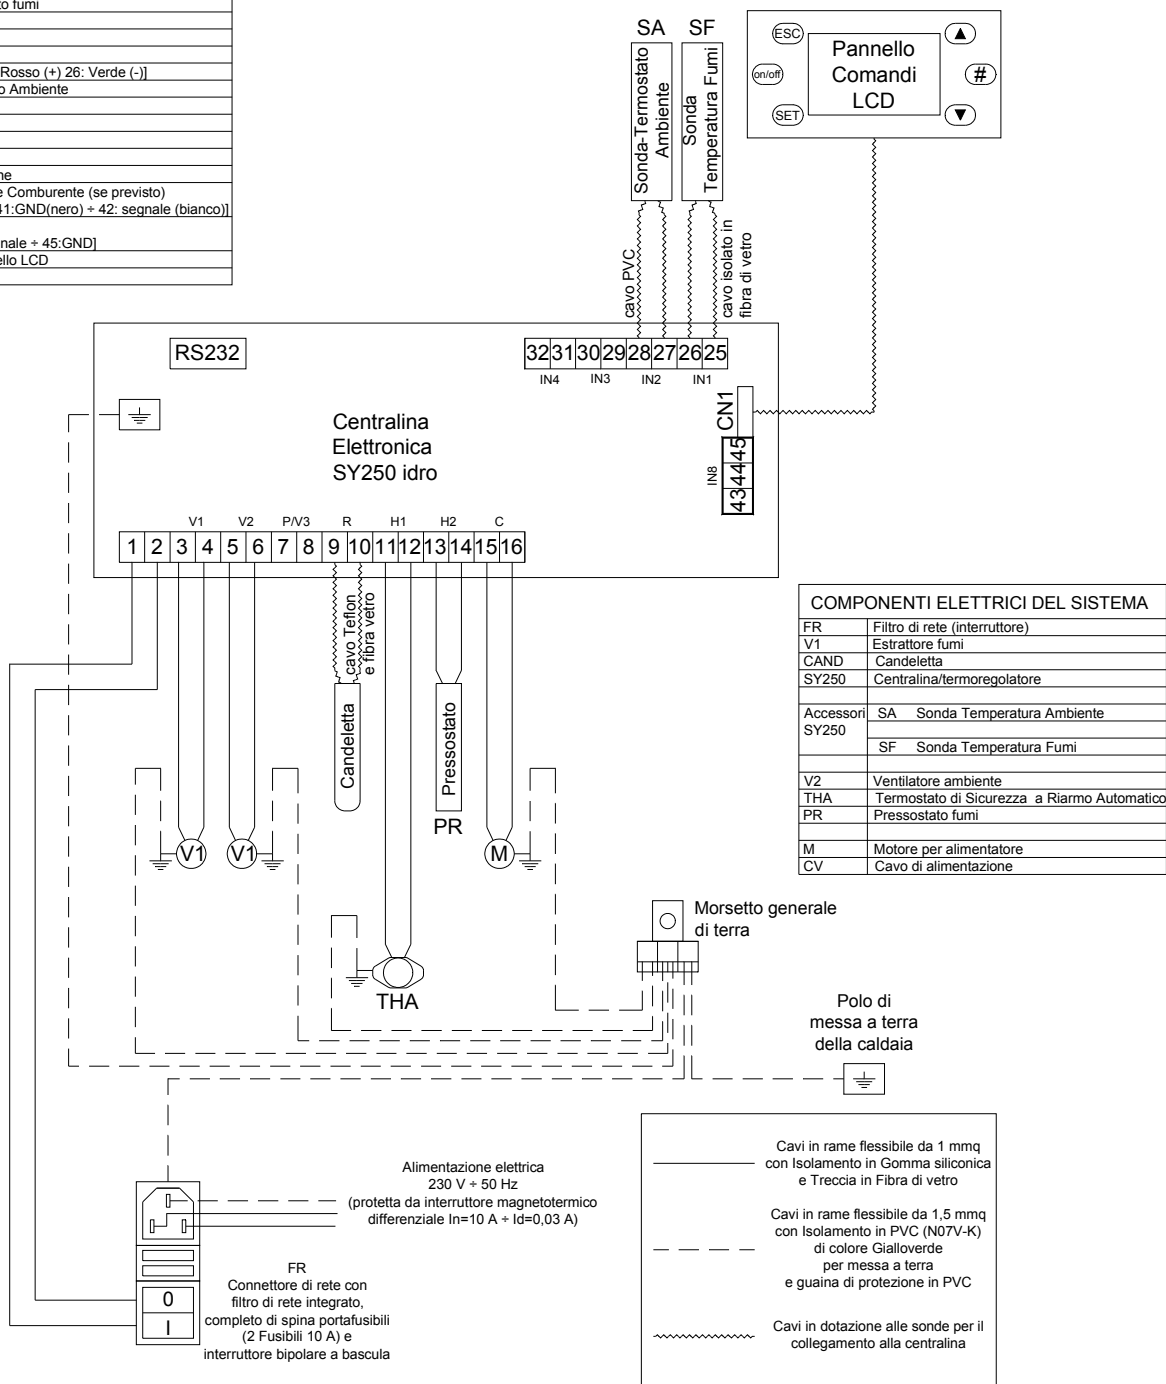 to fumi
Rosso (+) 26: Verde (-)]
o Ambiente
ne
e Comburente (se previsto)
41:GND(nero) ÷ 42: segnale (bianco)]
nale ÷ 45:GND]
ello LCD
SA
SF
Sonda-Termostato
Ambiente
Sonda
Temperatura Fumi
cavo PVC
cavo isolato in
fibra di vetro
ESC
on/off
SET
Pannello
Comandi
LCD
▲
#
▼
RS232
32 31 30 29 28 27 26 25
IN4 IN3 IN2 IN1
CN1
IN8
43 44 45
Centralina
Elettronica
SY250 idro
V1 V2 P/V3 R H1 H2 C
1 2 3 4 5 6 7 8 9 10 11 12 13 14 15 16
cavo Teflon
e fibra vetro
Candeletta
Pressostato
PR
V1
V1
M
THA
COMPONENTI ELETTRICI DEL SISTEMA
FR Filtro di rete (interruttore)
V1 Estrattore fumi
CAND Candeletta
SY250 Centralina/termoregolatore
Accessori SY250
SA Sonda Temperatura Ambiente
SF Sonda Temperatura Fumi
V2 Ventilatore ambiente
THA Termostato di Sicurezza a Riarmo Automatico
PR Pressostato fumi
M Motore per alimentatore
CV Cavo di alimentazione
Morsetto generale
di terra
Polo di
messa a terra
della caldaia
Alimentazione elettrica
230 V ÷ 50 Hz
(protetta da interruttore magnetotermico
differenziale In=10 A ÷ Id=0,03 A)
0
I
FR
Connettore di rete con
filtro di rete integrato,
completo di spina portafusibili
(2 Fusibili 10 A) e
interruttore bipolare a bascula
Cavi in rame flessibile da 1 mmq
con Isolamento in Gomma siliconica
e Treccia in Fibra di vetro
Cavi in rame flessibile da 1,5 mmq
con Isolamento in PVC (N07V-K)
di colore Gialloverde
per messa a terra
e guaina di protezione in PVC
Cavi in dotazione alle sonde per il
collegamento alla centralina